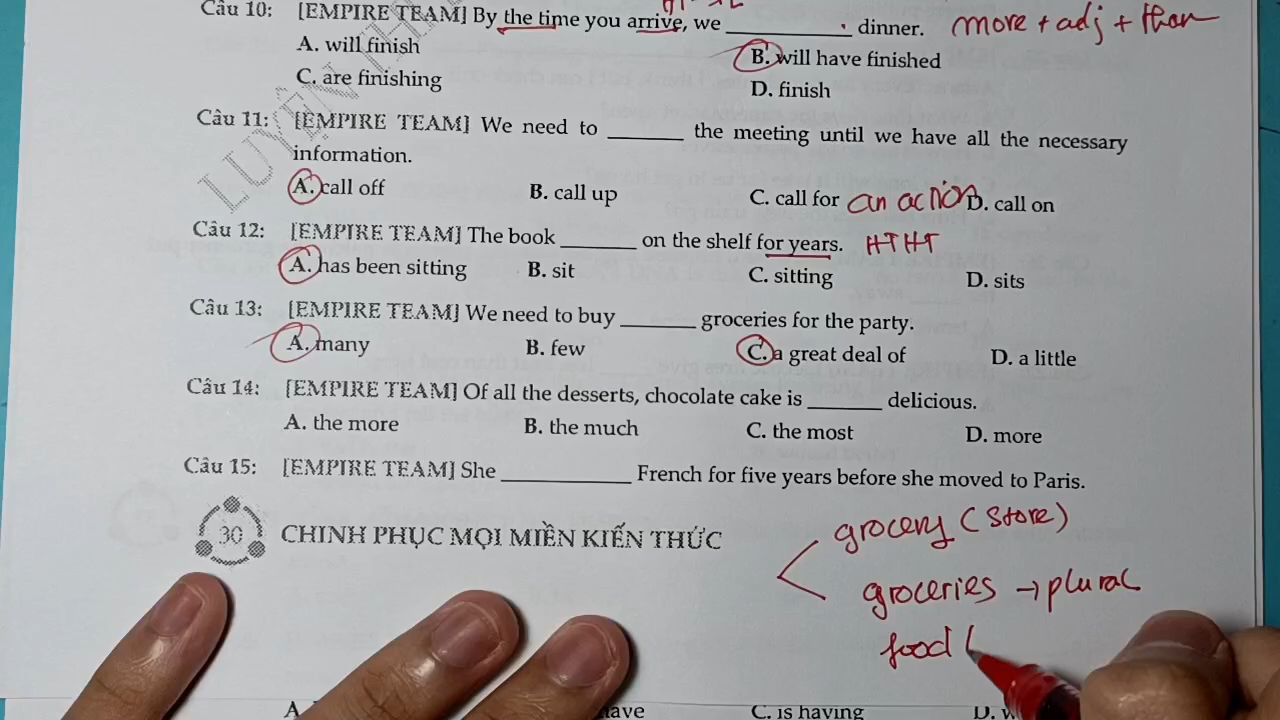 Câu 10: [EMPIRE TEAM] By the time you arrive, we ____________ dinner. more + adj + than
A. will finish B. will have finished
C. are finishing D. finish
Câu 11: [EMPIRE TEAM] We need to _______ the meeting until we have all the necessary
information.
A. call off B. call up C. call for an action D. call on
Câu 12: [EMPIRE TEAM] The book _______ on the shelf for years. HTHT
A. has been sitting B. sit C. sitting D. sits
Câu 13: [EMPIRE TEAM] We need to buy _______ groceries for the party.
A. many B. few C. a great deal of D. a little
Câu 14: [EMPIRE TEAM] Of all the desserts, chocolate cake is _______ delicious.
A. the more B. the much C. the most D. more
Câu 15: [EMPIRE TEAM] She ____________ French for five years before she moved to Paris.
30 CHINH PHỤC MỌI MIỀN KIẾN THỨC
grocery (store)
groceries → plural
food (
A. have C. is having D.
LUYỆN